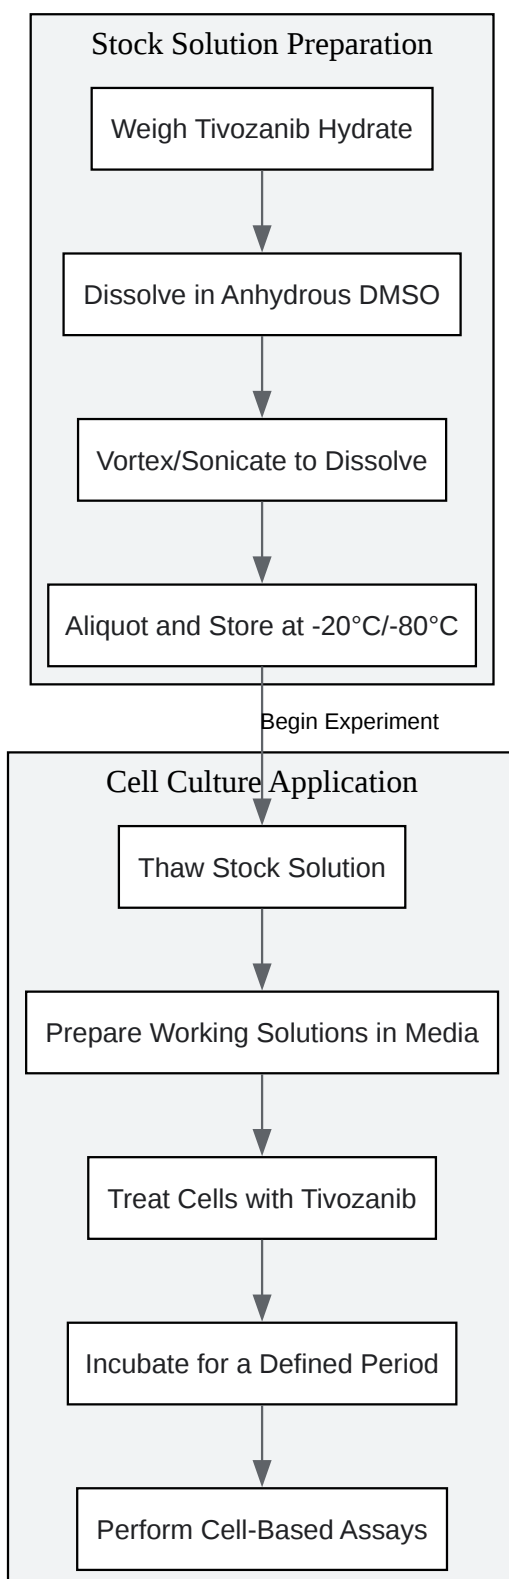 Stock Solution Preparation
Weigh Tivozanib Hydrate
Dissolve in Anhydrous DMSO
Vortex/Sonicate to Dissolve
Aliquot and Store at -20°C/-80°C
Begin Experiment
Cell Culture Application
Thaw Stock Solution
Prepare Working Solutions in Media
Treat Cells with Tivozanib
Incubate for a Defined Period
Perform Cell-Based Assays